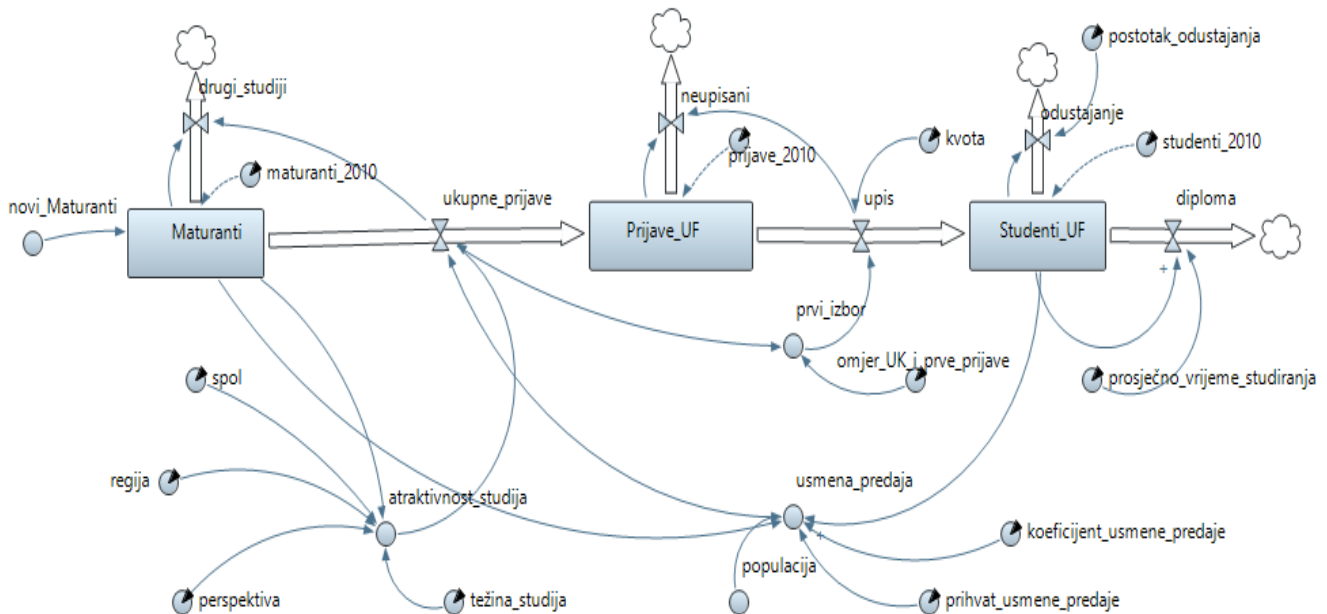 postotak_odustajanja
drugi_studiji
neupisani
odustajanje
prijave_2010
kvota
studenti_2010
maturanti_2010
novi_Maturanti
ukupne_prijave
upis
diploma
Maturanti
Prijave_UF
Studenti_UF
+
prvi_izbor
omjer_UK_i_prve_prijave
spol
prosječno_vrijeme_studiranja
regija
atraktivnost_studija
usmena_predaja
+
koeficijent_usmene_predaje
populacija
perspektiva
težina_studija
prihvat_usmene_predaje